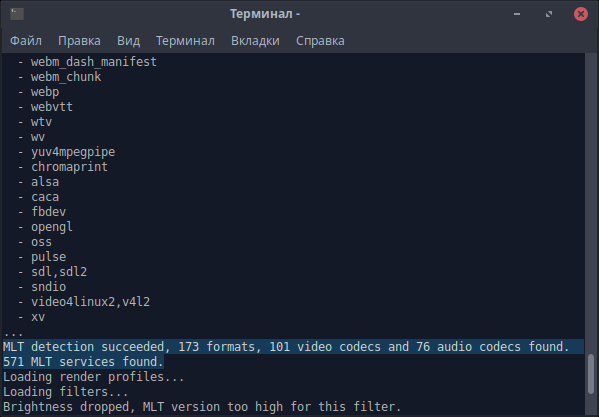 Терминал -
Файл Правка Вид Терминал Вкладки Справка
- webm_dash_manifest
- webm_chunk
- webp
- webvtt
- wtv
- wv
- yuv4mpegpipe
- chromaprint
- alsa
- caca
- fbdev
- opengl
- oss
- pulse
- sdl,sdl2
- sndio
- video4linux2,v4l2
- xv
...
MLT detection succeeded, 173 formats, 101 video codecs and 76 audio codecs found.
571 MLT services found.
Loading render profiles...
Loading filters...
Brightness dropped, MLT version too high for this filter.